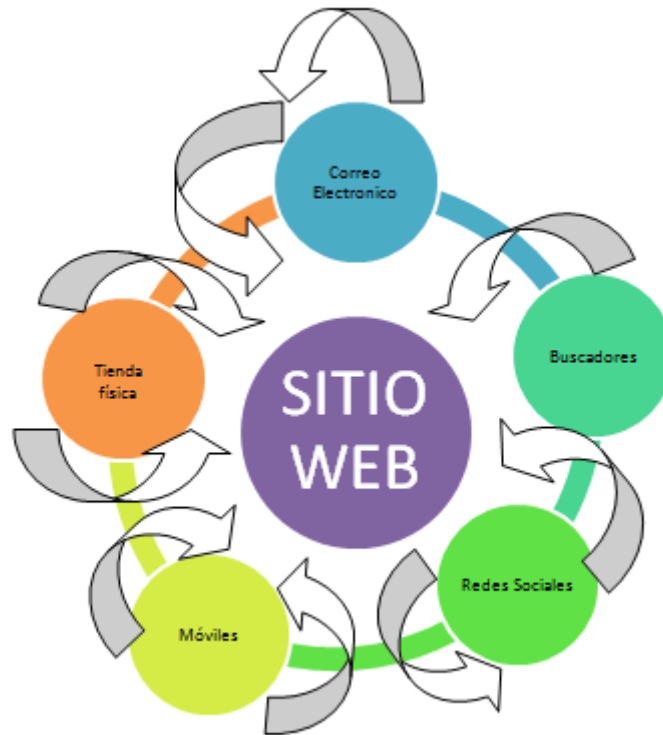 Correo
Electronico
Buscadores
Tienda
física
SITIO
WEB
Redes Sociales
Móviles